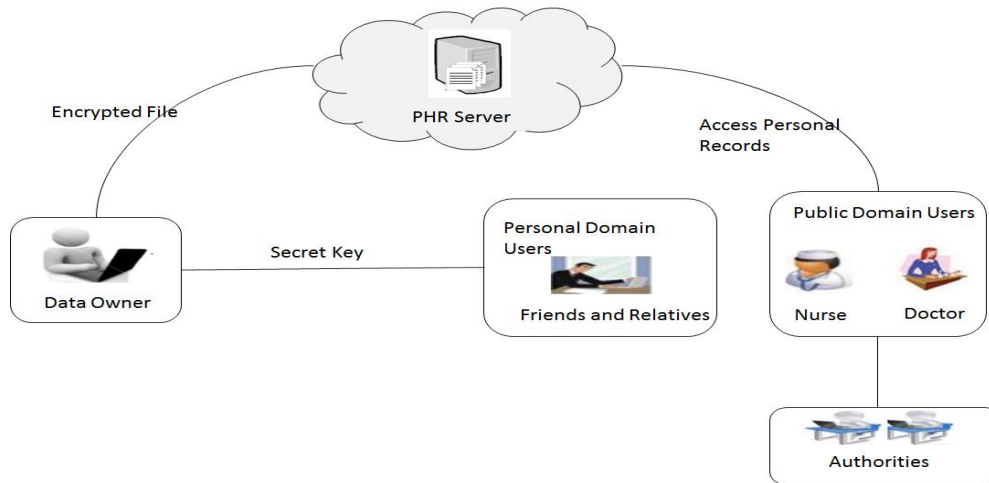 PHR Server
Encrypted File
Access Personal
Records
Data Owner
Secret Key
Personal Domain
Users
Friends and Relatives
Public Domain Users
Nurse
Doctor
Authorities